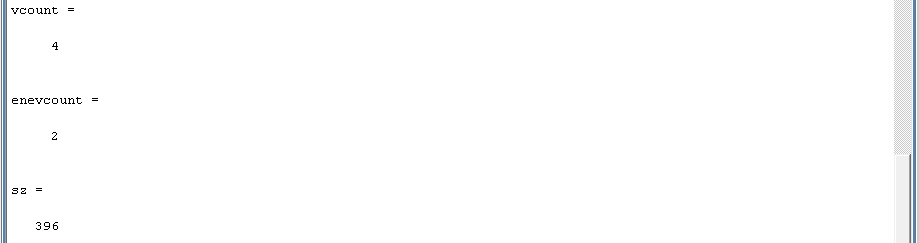 vcount =
4
enevcount =
2
sz =
396